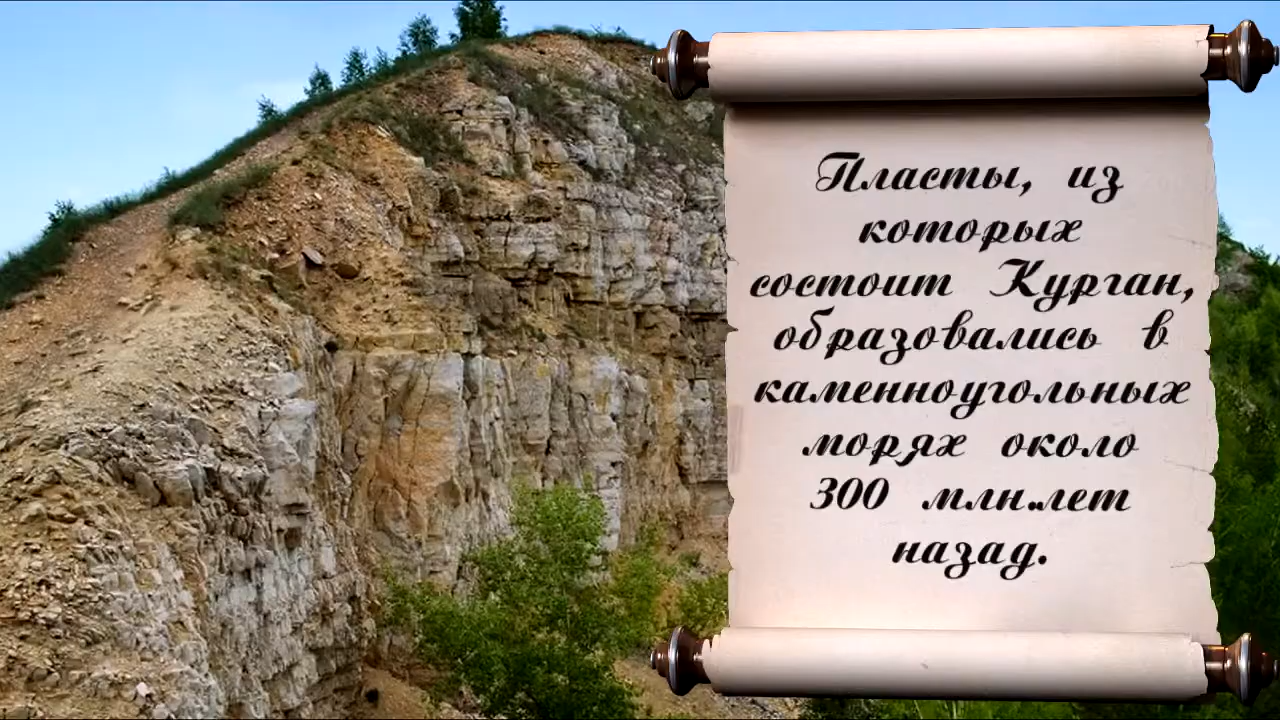 Пласты, из
которых
состоит Курган,
образовались в
каменноугольных
морях около
300 млн.лет
назад.